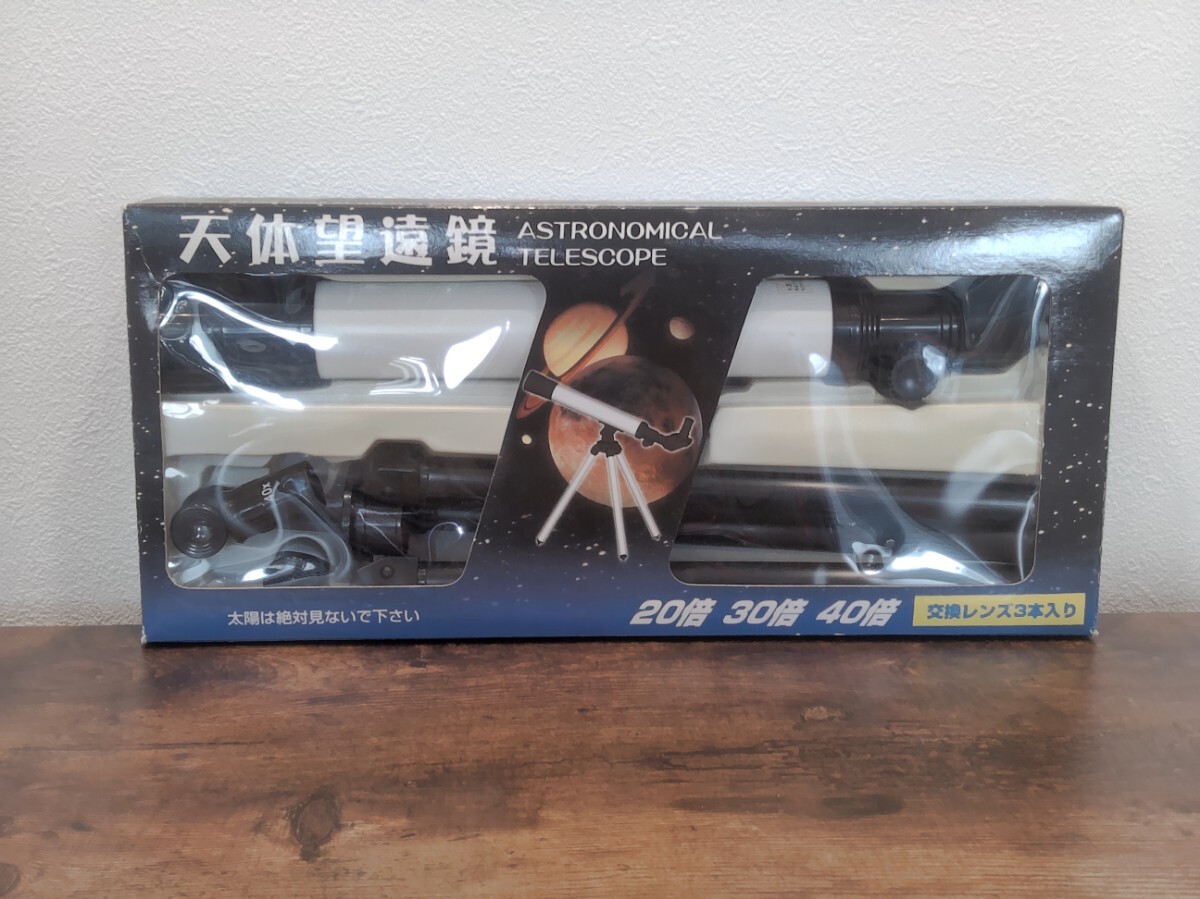 天体望遠鏡
ASTRONOMICAL
TELESCOPE
太陽は絶対見ないで下さい
20倍 30倍 40倍
交換レンズ3本入り